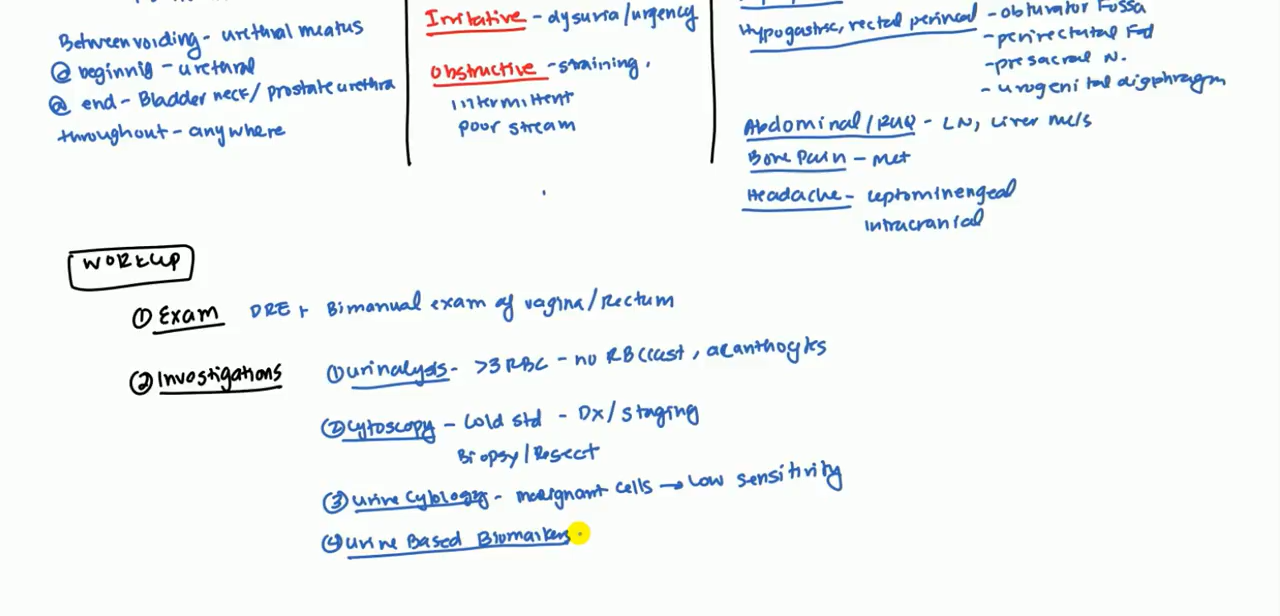 Between voiding - urethral meatus
@ beginnig - urethral
@ end - Bladder neck/prostate urethra
throughout - anywhere
Irritative - dysuria/urgency
Obstructive - straining,
intermittent
poor stream
Hypogastric, rectal perineal - obturator Fossa
- perirectal Fat
- presacral N.
- urogenital diaphragm
Abdominal/RUQ - LN, Liver mets
Bone Pain - Met
Headache - leptominengeal
intracranial
WORKUP
① Exam DRE + Bimanual exam of vagina/Rectum
② Investigations ① urinalysis - >3 RBC - no RBC cast, acanthocyts
② Cytoscopy - Gold std - Dx/staging
Biopsy/Resect
③ urine cytology - malignant cells → Low sensitivity
④ urine Based Biomarkers